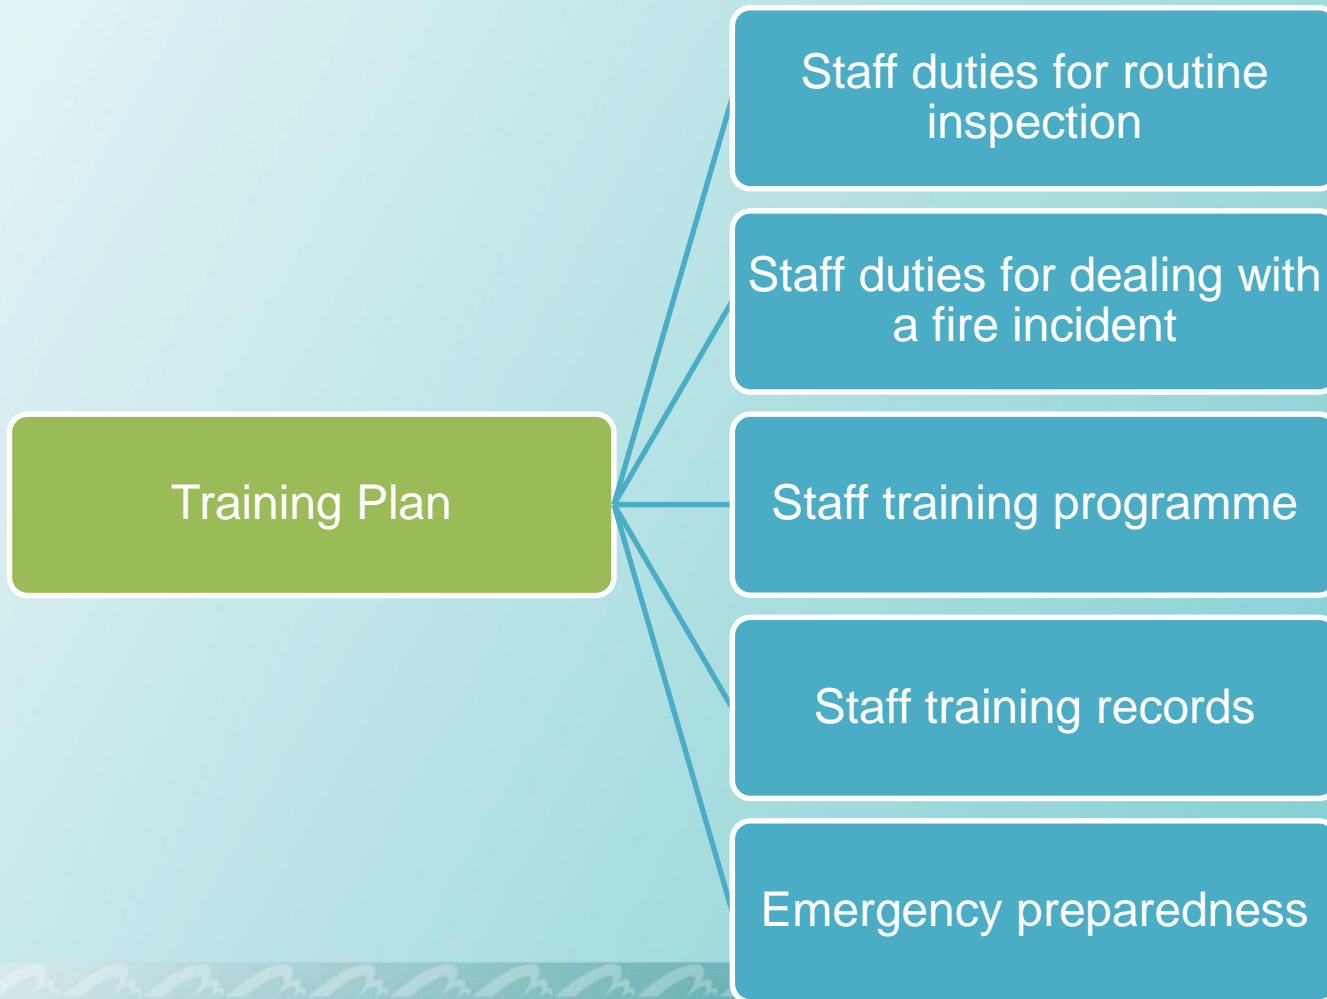 Staff duties for routine
inspection
Staff duties for dealing with
a fire incident
Training Plan
Staff training programme
Staff training records
Emergency preparedness